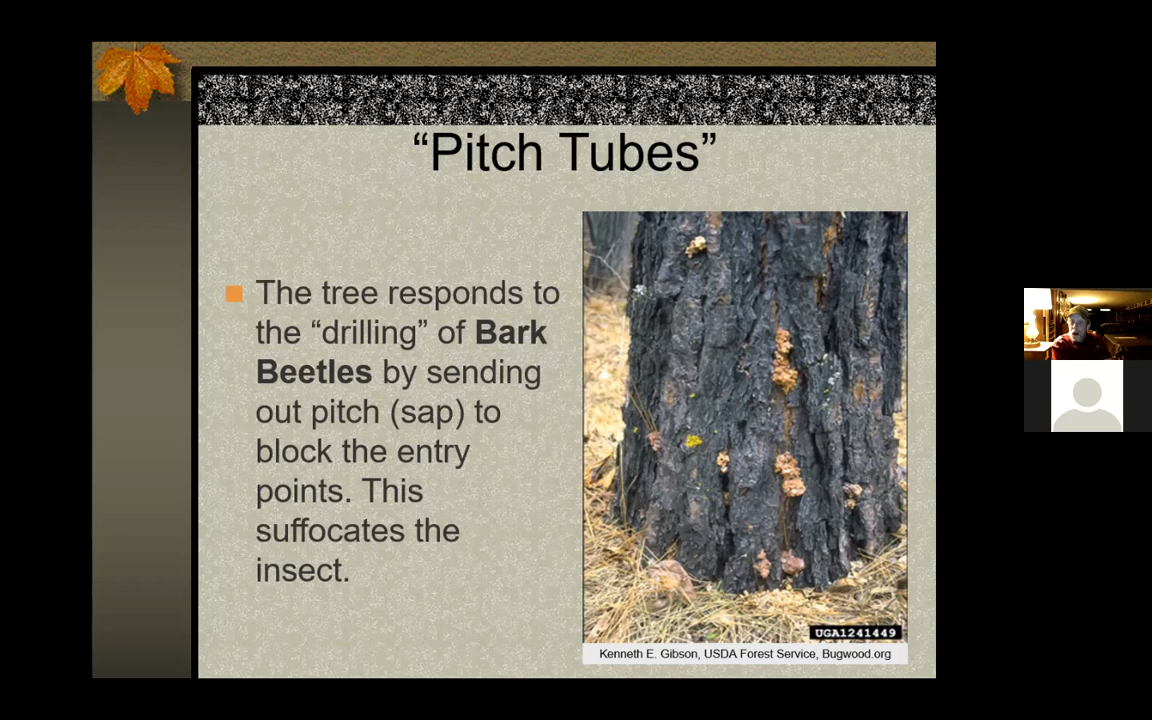 “Pitch Tubes”
The tree responds to
the “drilling” of Bark
Beetles by sending
out pitch (sap) to
block the entry
points. This
suffocates the
insect.
UGA1241449
Kenneth E. Gibson, USDA Forest Service, Bugwood.org